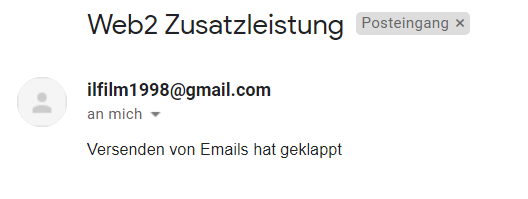 Web2 Zusatzleistung Posteingang ×
ilfilm1998@gmail.com
an mich
Versenden von Emails hat geklappt